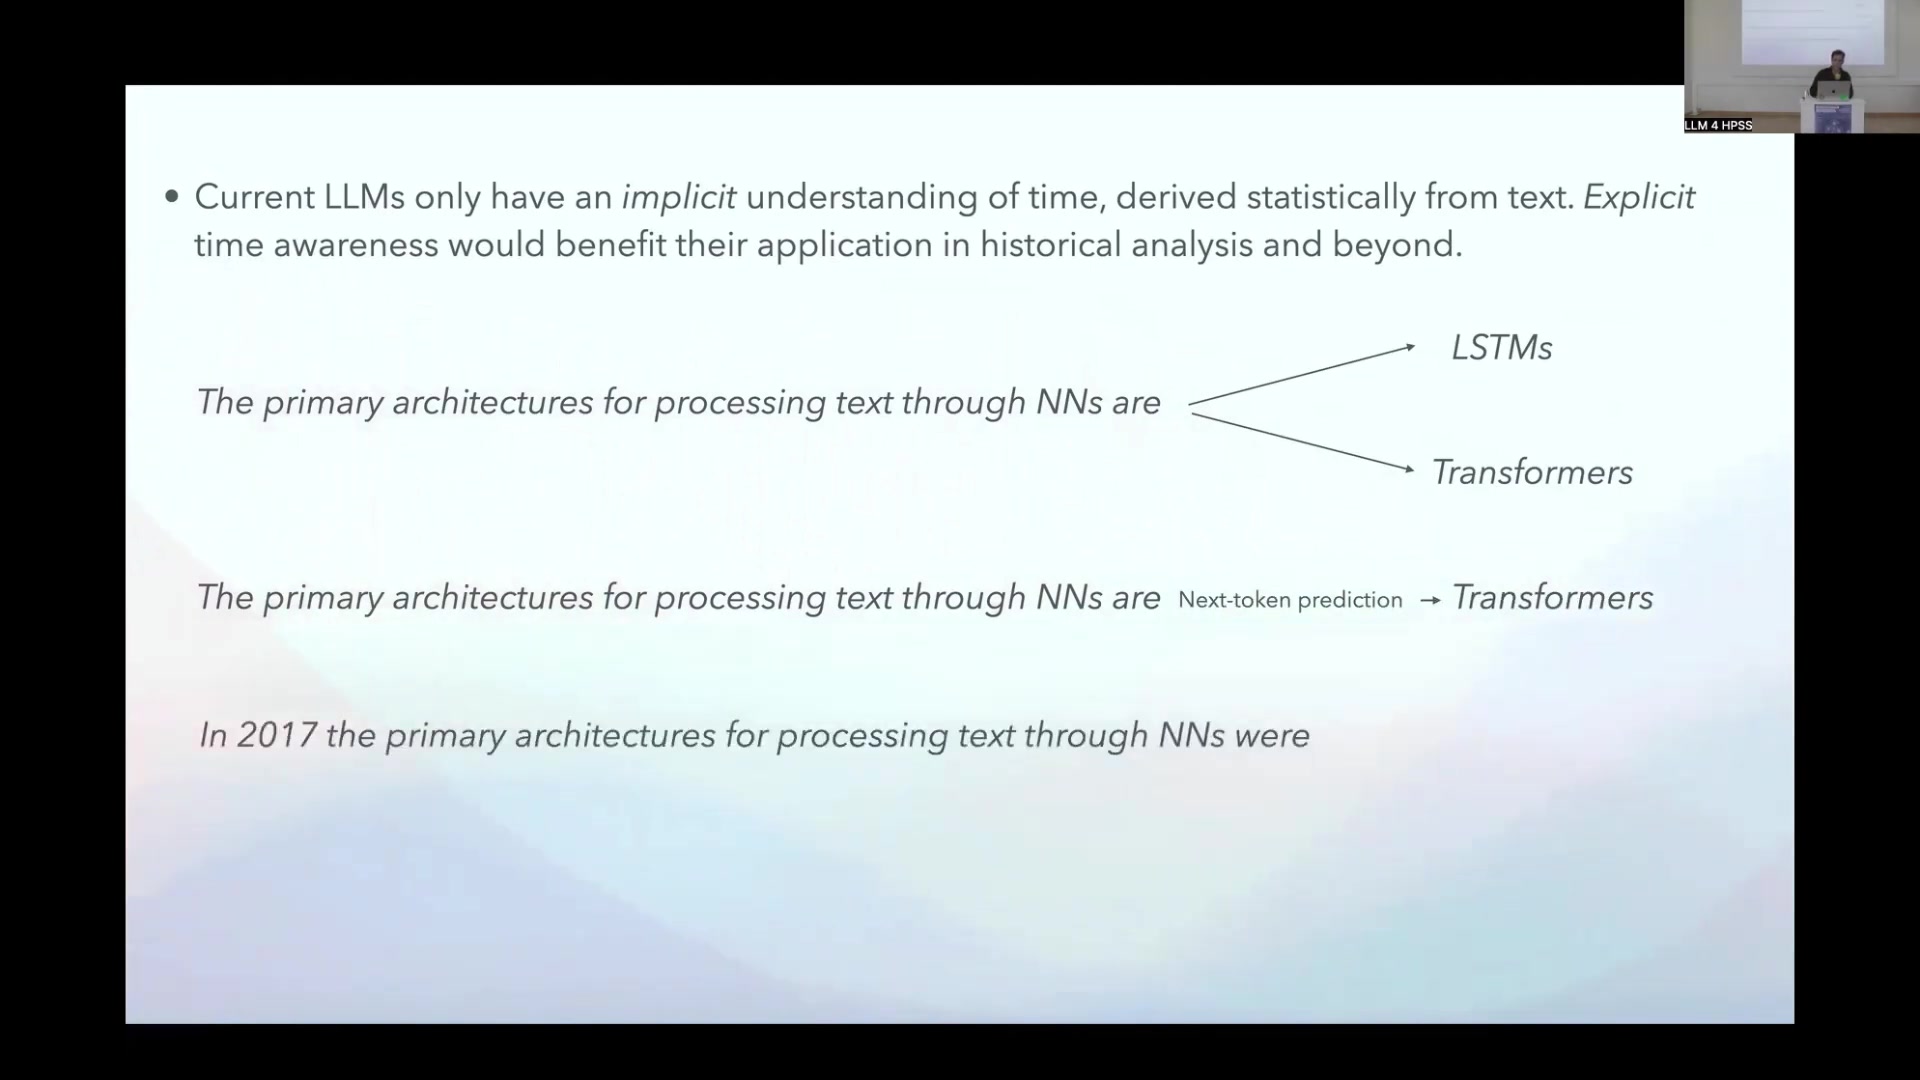 LLM 4 HPSS
• Current LLMs only have an implicit understanding of time, derived statistically from text. Explicit
time awareness would benefit their application in historical analysis and beyond.
LSTMs
The primary architectures for processing text through NNs are
Transformers
The primary architectures for processing text through NNs are Next-token prediction → Transformers
In 2017 the primary architectures for processing text through NNs were